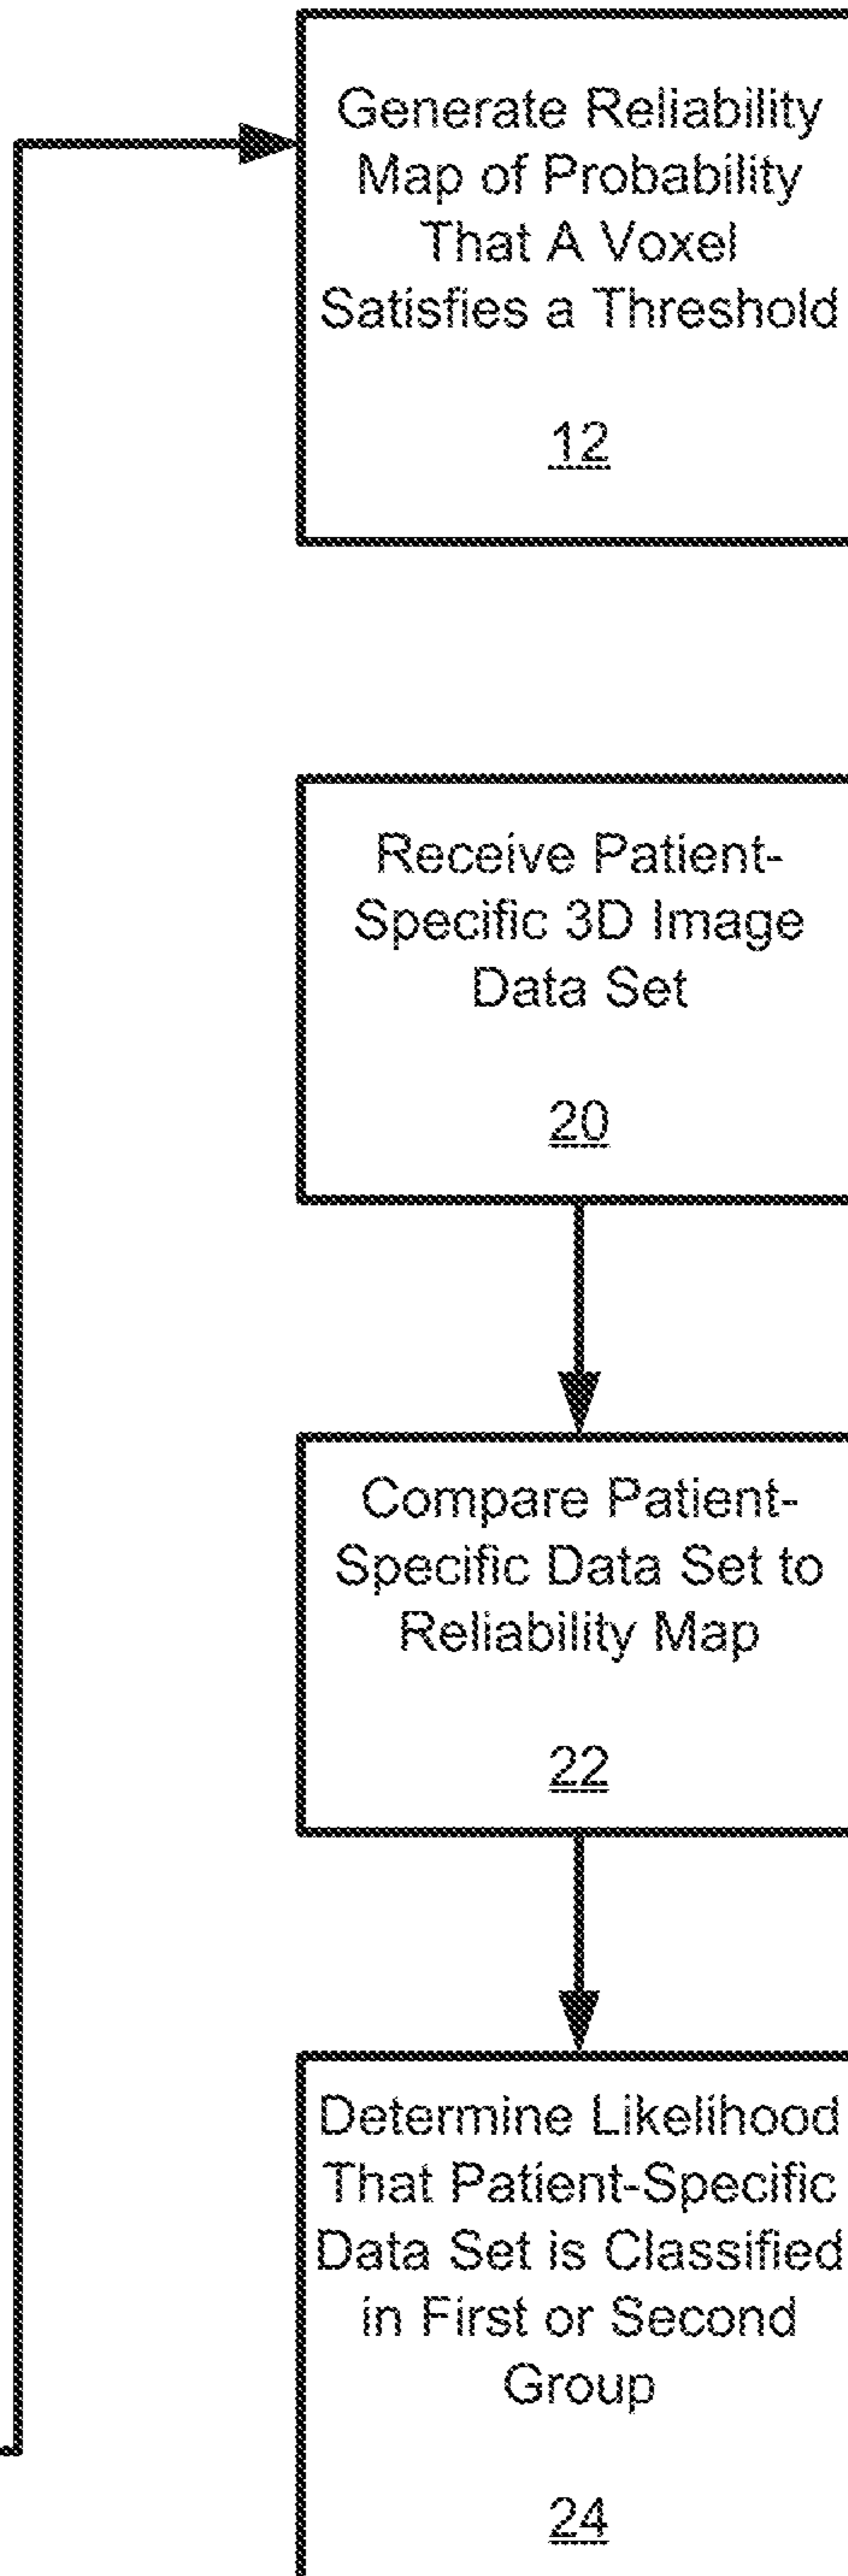 Generate Reliability
Map of Probability
That A Voxel
Satisfies a Threshold
12
Receive Patient-
Specific 3D Image
Data Set
20
Compare Patient-
Specific Data Set to
Reliability Map
22
Determine Likelihood
That Patient-Specific
Data Set is Classified
in First or Second
Group
24